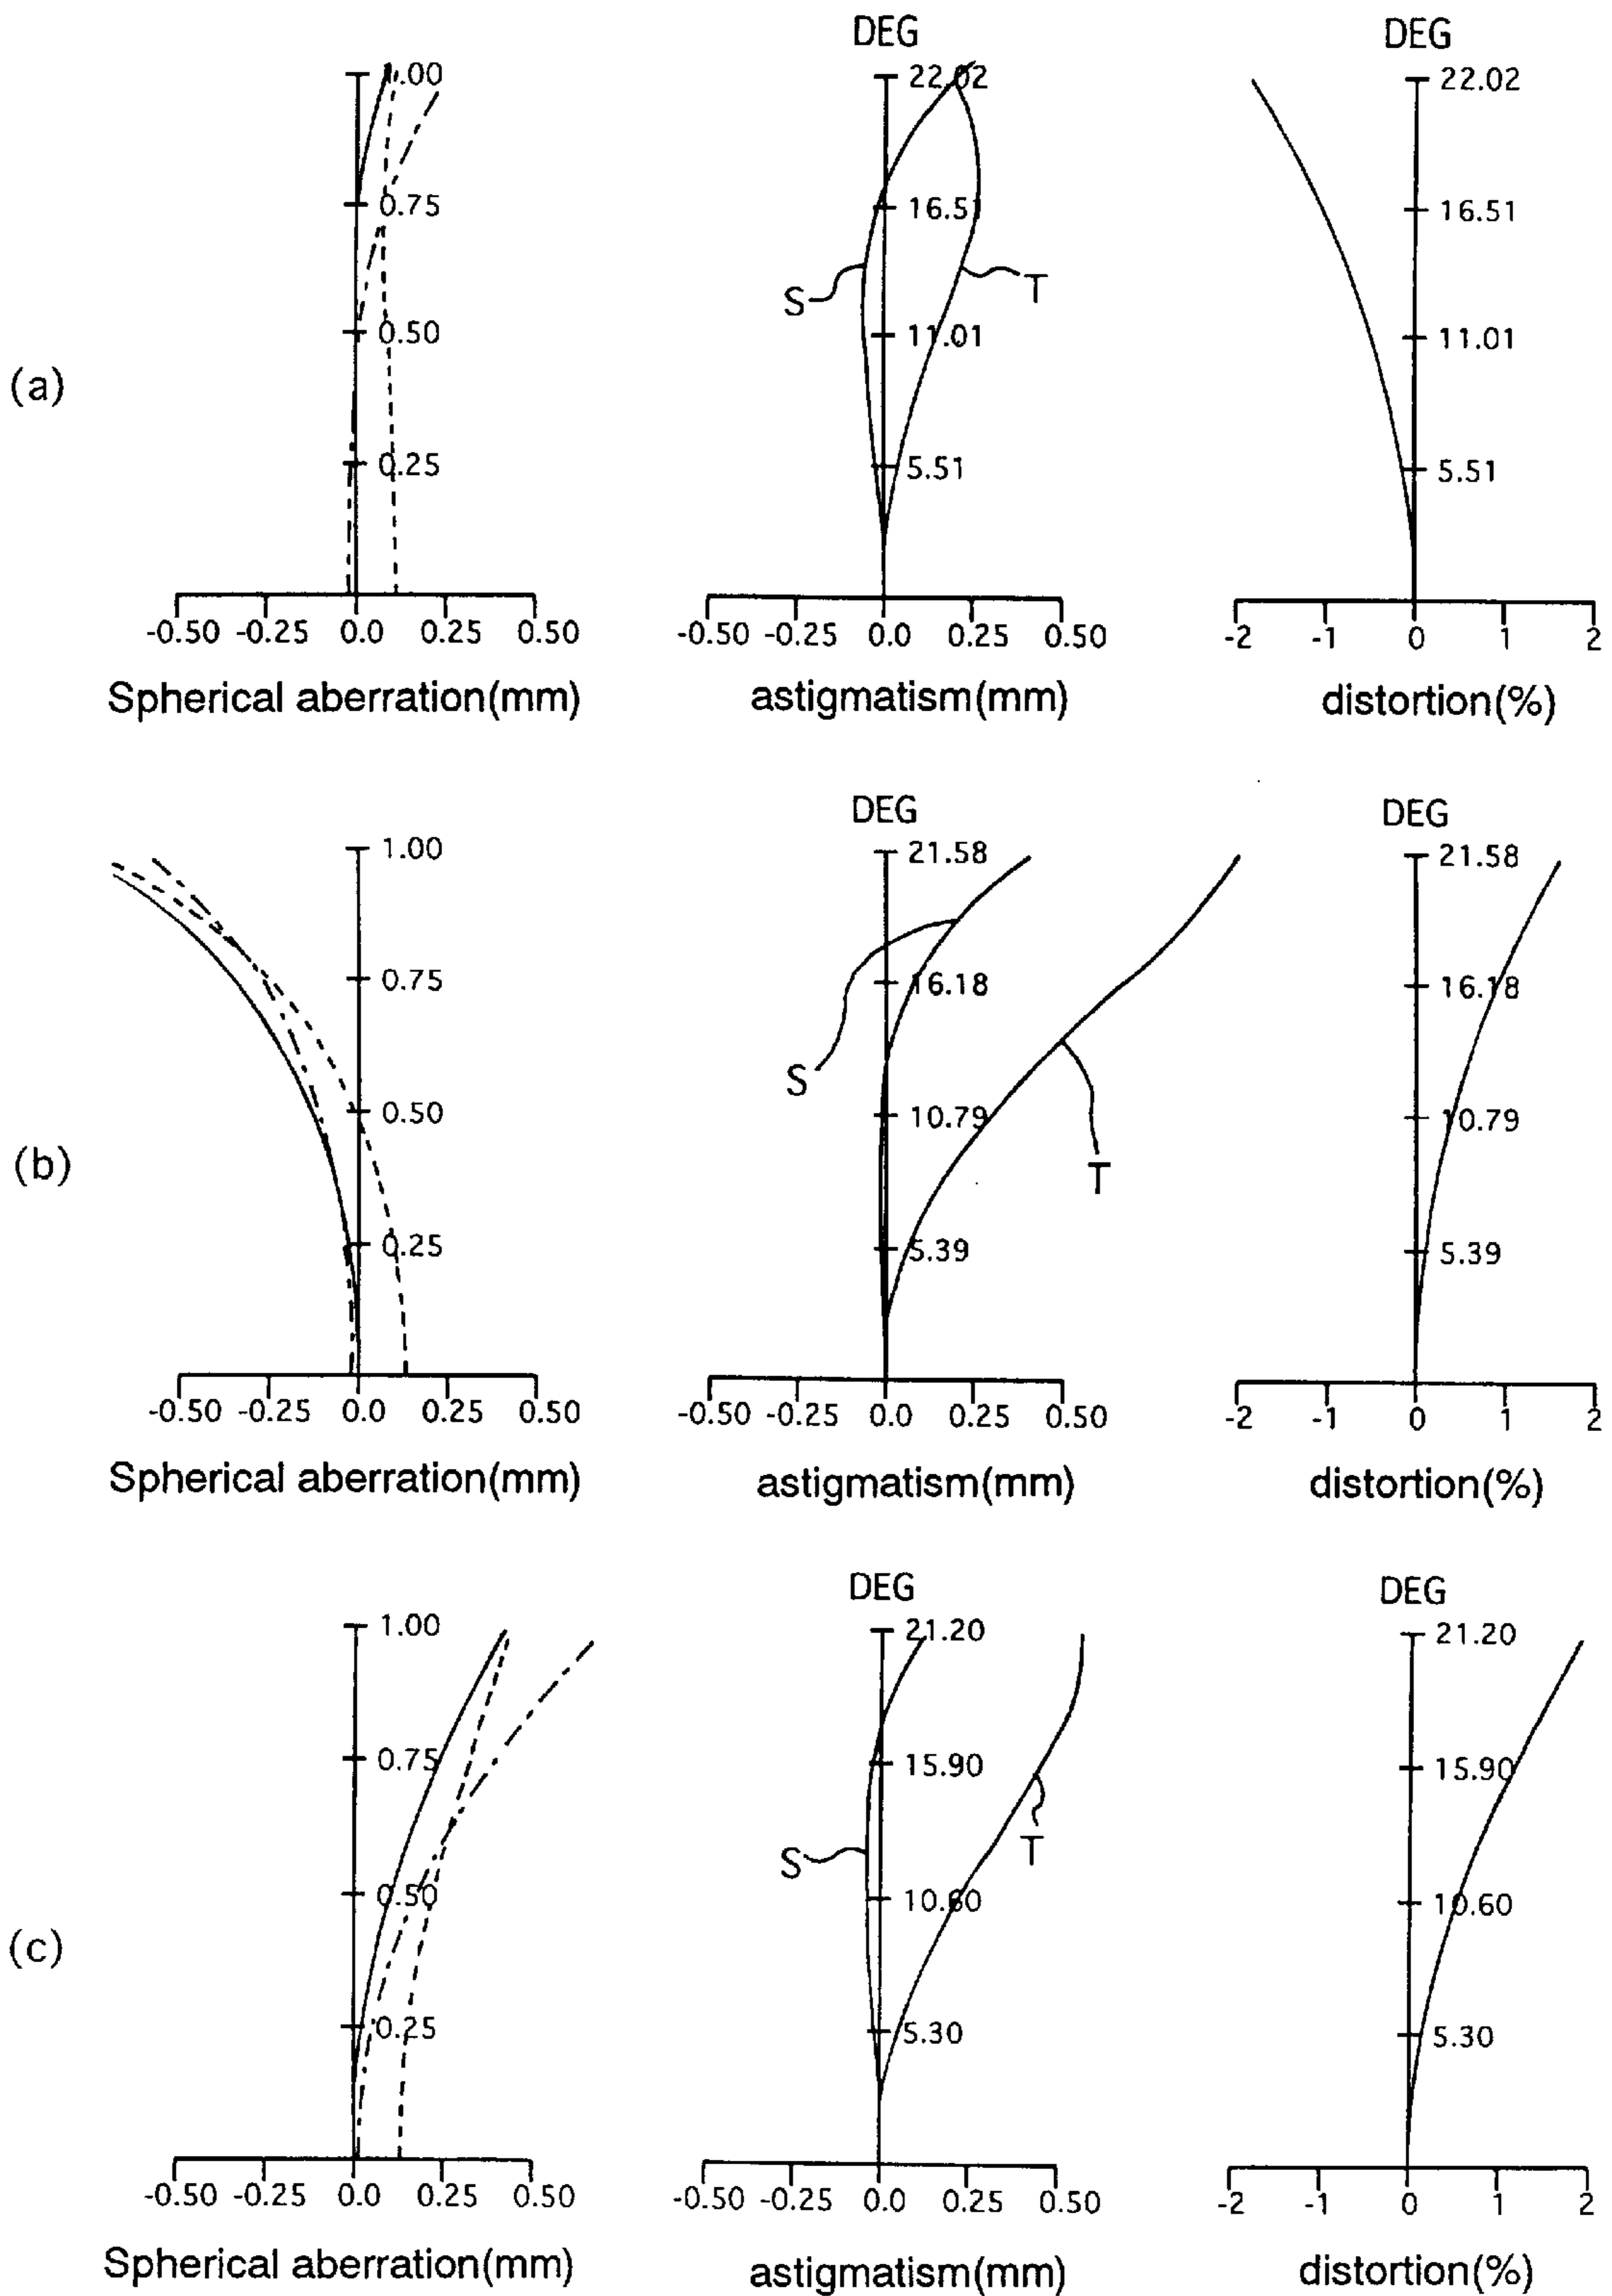 (a)
1.00
0.75
0.50
0.25
-0.50 -0.25 0.0 0.25 0.50
Spherical aberration(mm)
DEG
22.02
16.51
11.01
5.51
S
T
-0.50 -0.25 0.0 0.25 0.50
astigmatism(mm)
DEG
22.02
16.51
11.01
5.51
-2 -1 0 1 2
distortion(%)
(b)
1.00
0.75
0.50
0.25
-0.50 -0.25 0.0 0.25 0.50
Spherical aberration(mm)
DEG
21.58
16.18
10.79
5.39
S
T
-0.50 -0.25 0.0 0.25 0.50
astigmatism(mm)
DEG
21.58
16.18
10.79
5.39
-2 -1 0 1 2
distortion(%)
(c)
1.00
0.75
0.50
0.25
-0.50 -0.25 0.0 0.25 0.50
Spherical aberration(mm)
DEG
21.20
15.90
10.60
5.30
S
T
-0.50 -0.25 0.0 0.25 0.50
astigmatism(mm)
DEG
21.20
15.90
10.60
5.30
-2 -1 0 1 2
distortion(%)